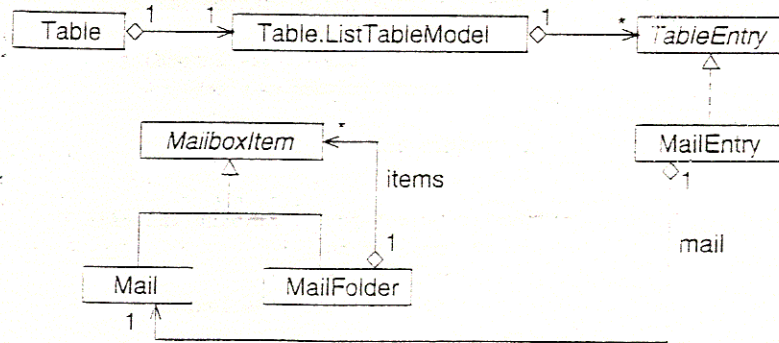 1 1 1 *
Table Table.ListTableModel TableEntry
*
MailboxItem MailEntry
1
items
mail
1
Mail MailFolder
1